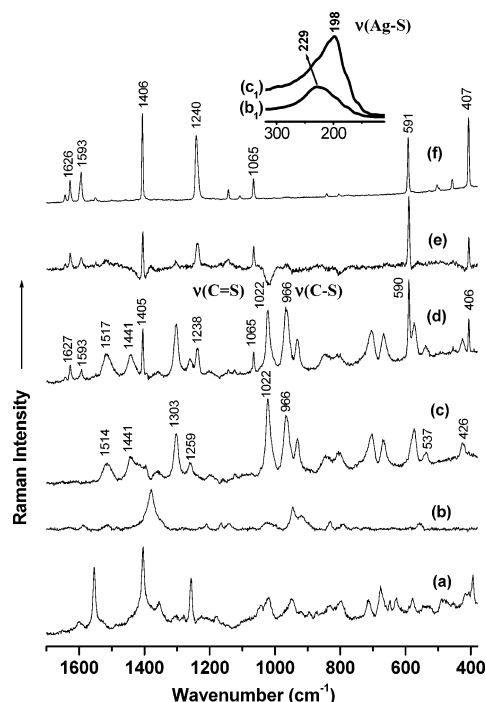 ν(Ag-S)
229
198
(c1)
(b1)
300
200
1626
1593
1406
1240
1065
591
407
(f)
(e)
ν(C=S)
ν(C-S)
1627
1593
1517
1441
1405
1238
1065
1022
966
590
406
(d)
1514
1441
1303
1259
1022
966
537
426
(c)
(b)
(a)
Raman Intensity
1600
1400
1200
1000
800
600
400
Wavenumber (cm-1)